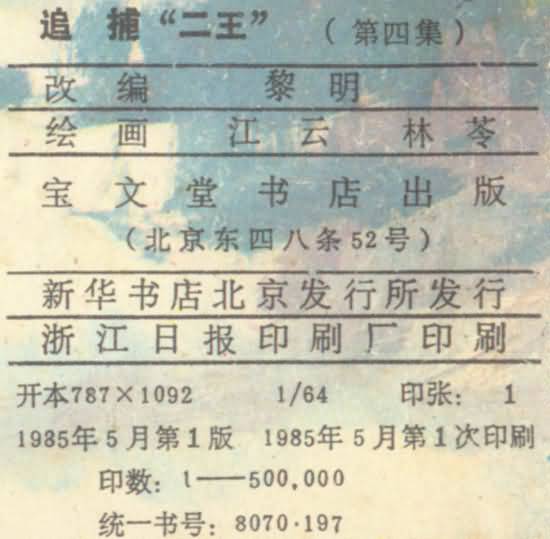 追 捕“二王” （第四集）
改 编 黎 明
绘 画 江 云 林 苓
宝 文 堂 书 店 出 版
（北京东四八条52号）
新华书店北京发行所发行
浙 江 日 报 印 刷 厂 印 刷
开本787×1092 1/64 印张：1
1985年5月第1版 1985年5月第1次印刷
印数：1——500,000
统一书号：8070·197